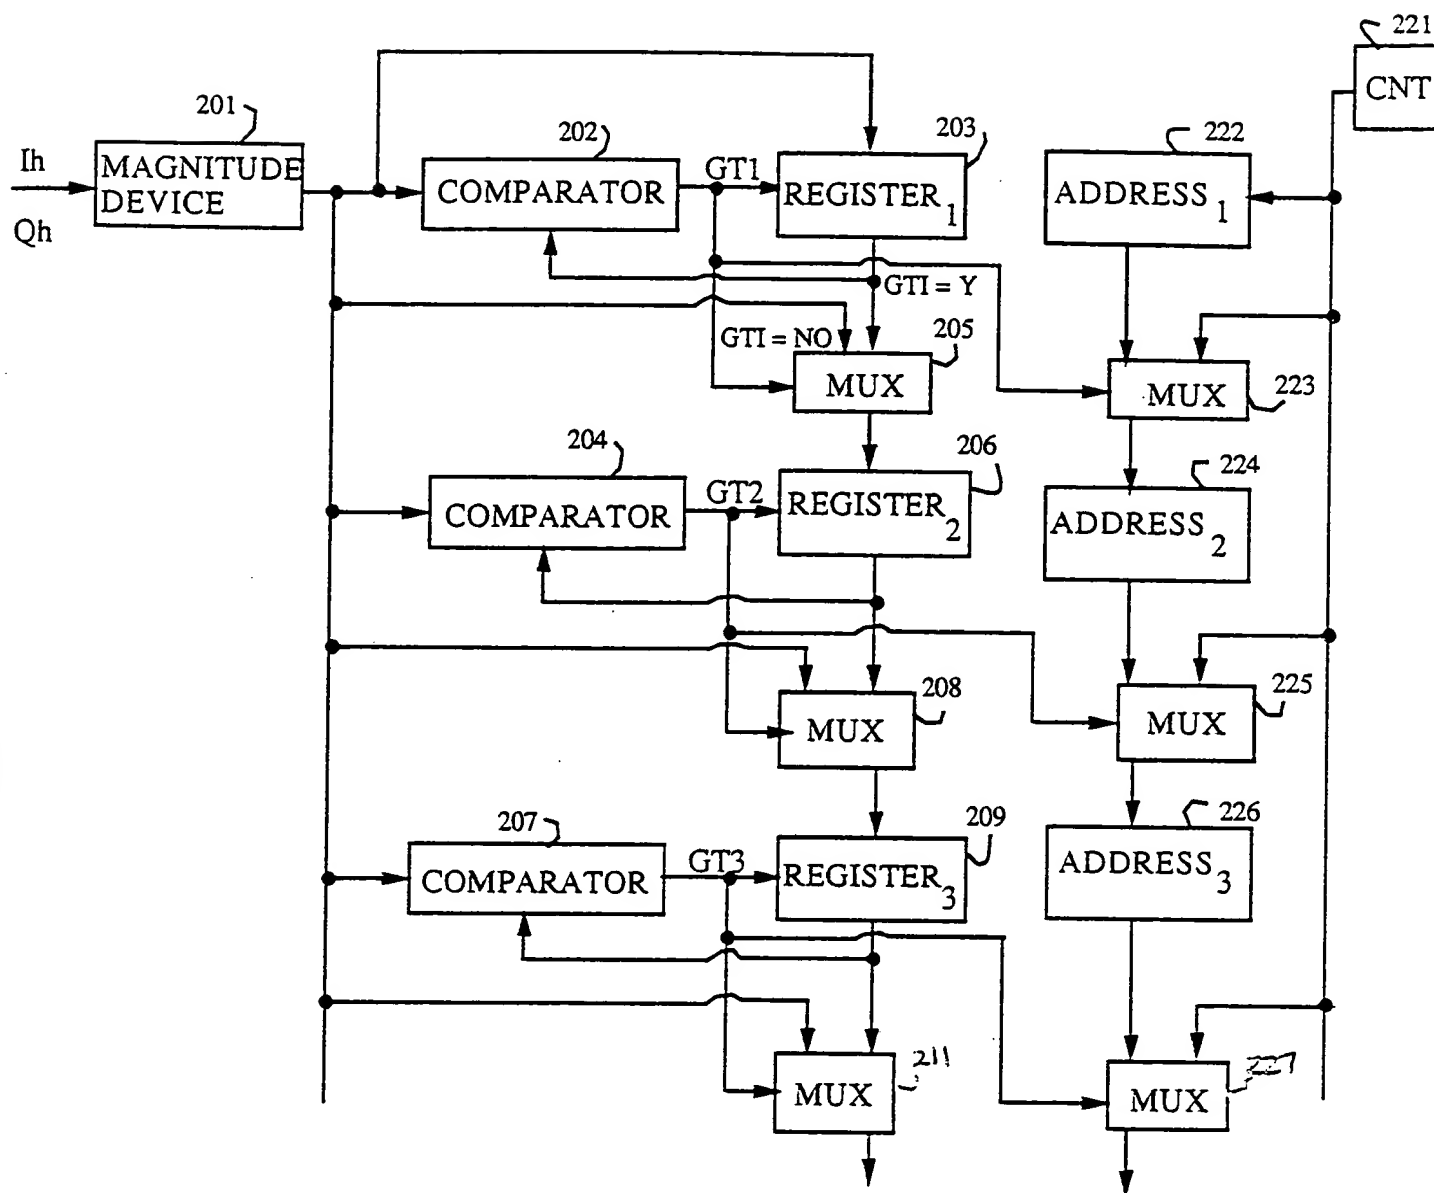 221
CNT
201
202
203
222
Ih
MAGNITUDE
DEVICE
Qh
COMPARATOR
GT1
REGISTER 1
ADDRESS 1
GTI = Y
GTI = NO
205
MUX
MUX
223
204
206
224
COMPARATOR
GT2
REGISTER 2
ADDRESS 2
208
MUX
225
MUX
207
209
226
COMPARATOR
GT3
REGISTER 3
ADDRESS 3
211
MUX
227
MUX